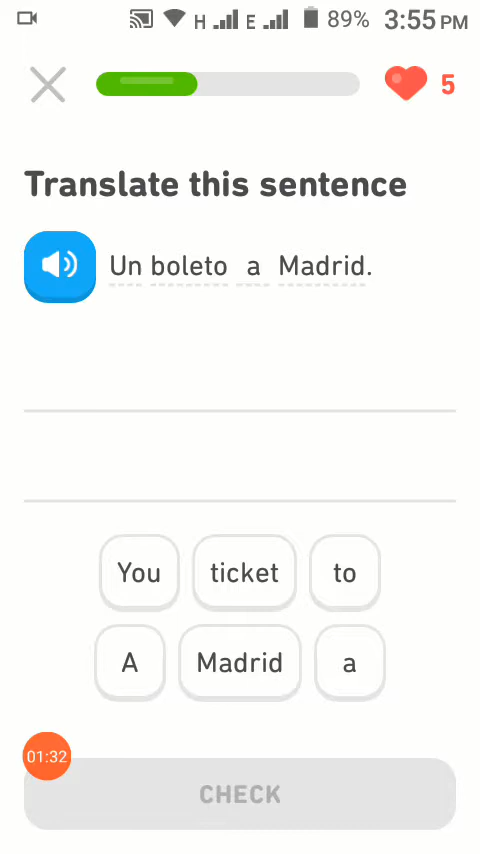 H E 89% 3:55 PM
5
Translate this sentence
Un boleto a Madrid.
You ticket to
A Madrid a
01:32
CHECK